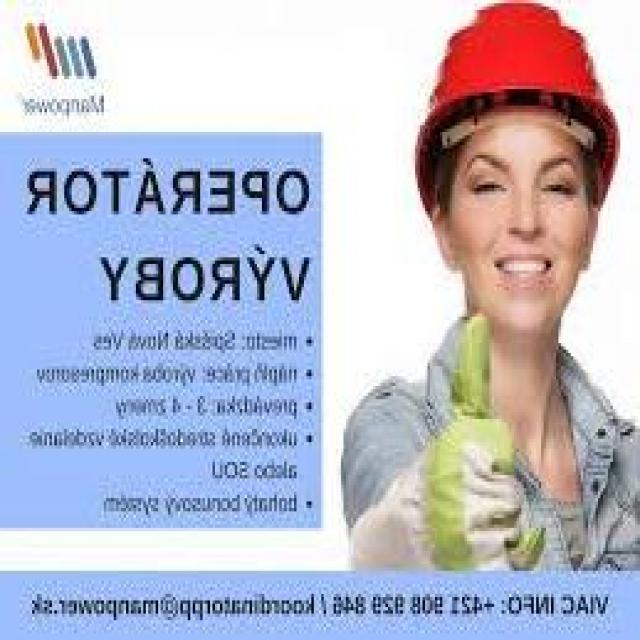 Manpower
OPERÁTOR
VÝROBY
• miesto: Spišská Nová Ves
• náplň práce: výroba kompresorov
• prevádzka: 3 - 4 zmeny
• ukončené stredoškolské vzdelanie
alebo SOU
• bohatý bonusový systém
VIAC INFO: +421 908 929 846 / koordinatorpp@manpower.sk